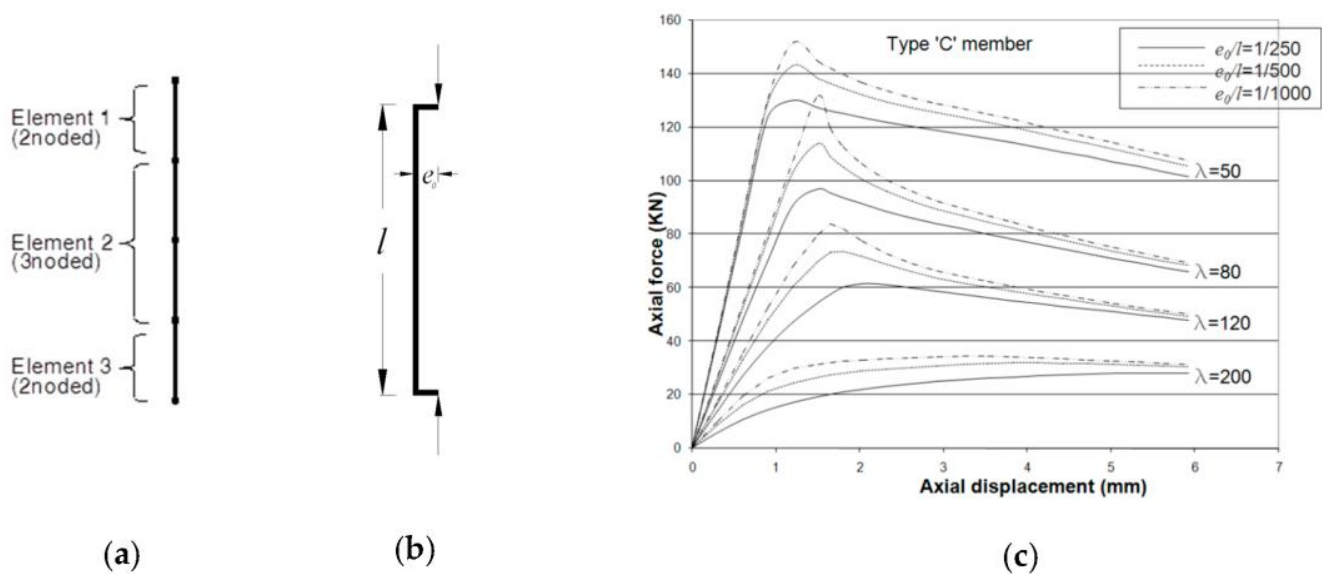 Element 1
(2noded)
Element 2
(3noded)
Element 3
(2noded)
(a)
l
e₀
(b)
Type 'C' member
e₀/l=1/250
e₀/l=1/500
e₀/l=1/1000
λ=50
λ=80
λ=120
λ=200
Axial force (KN)
160
140
120
100
80
60
40
20
0
0 1 2 3 4 5 6 7
Axial displacement (mm)
(c)